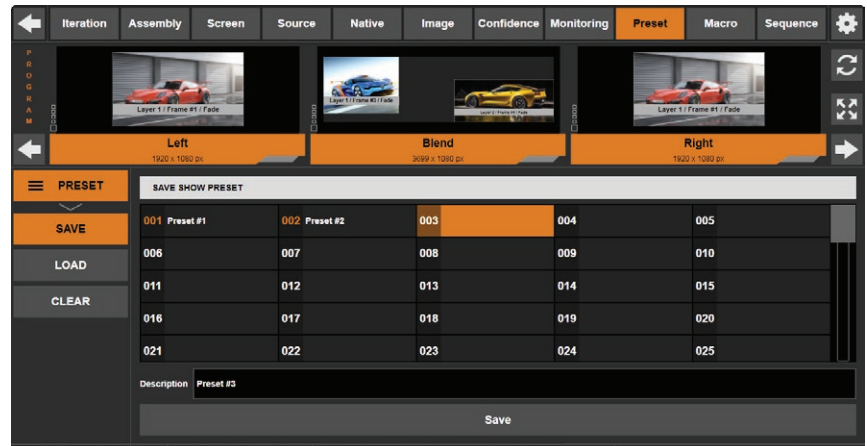 Iteration Assembly Screen Source Native Image Confidence Monitoring Preset Macro Sequence
PROGRAM
Layer 1 / Frame #1 / Fade
Layer 1 / Frame #3 / Fade
Layer 1 / Frame #1 / Fade
Left
1920 x 1080 px
Blend
3699 x 1080 px
Right
1920 x 1080 px
PRESET
SAVE
LOAD
CLEAR
SAVE SHOW PRESET
001 Preset #1 002 Preset #2 003 004 005
006 007 008 009 010
011 012 013 014 015
016 017 018 019 020
021 022 023 024 025
Description Preset #3
Save